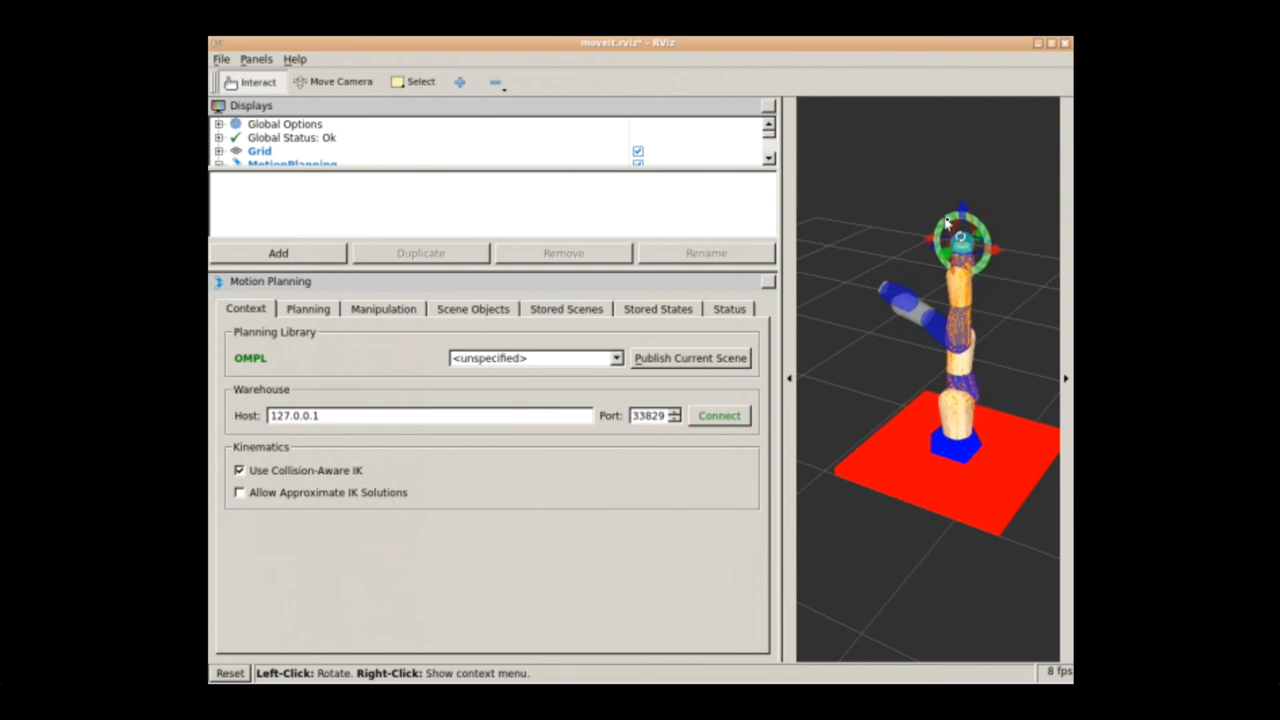 moveit.rviz* - RViz
File Panels Help
Interact Move Camera Select
Displays
Global Options
Global Status: Ok
Grid
MotionPlanning
Add Duplicate Remove Rename
Motion Planning
Context Planning Manipulation Scene Objects Stored Scenes Stored States Status
Planning Library
OMPL <unspecified> Publish Current Scene
Warehouse
Host: 127.0.0.1 Port: 33829 Connect
Kinematics
Use Collision-Aware IK
Allow Approximate IK Solutions
Reset Left-Click: Rotate. Right-Click: Show context menu. 8 fps